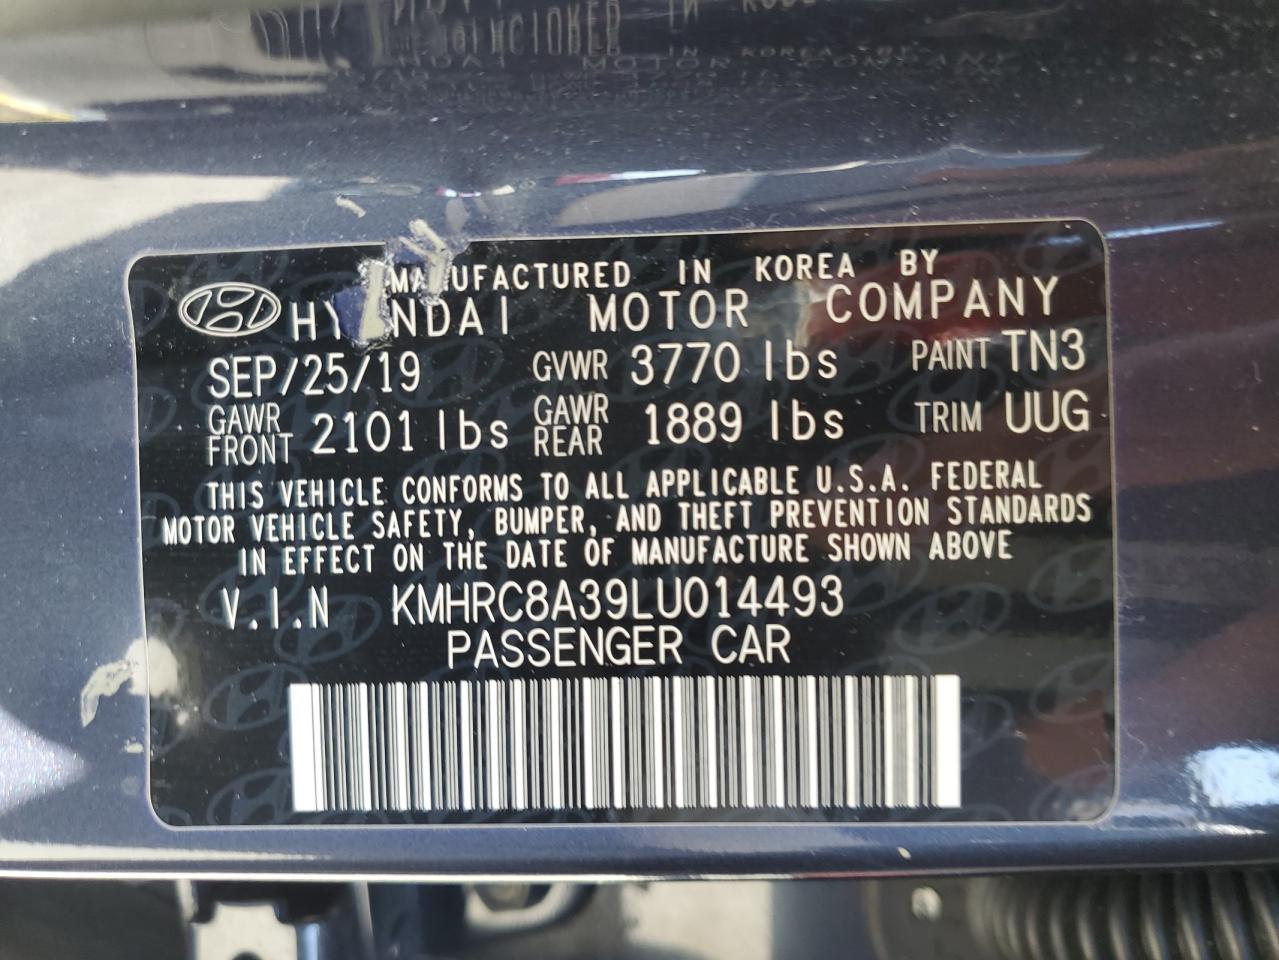 MANUFACTURED IN KOREA BY
HYUNDAI MOTOR COMPANY
SEP/25/19 GVWR 3770 lbs PAINT TN3
GAWR FRONT 2101 lbs GAWR REAR 1889 lbs TRIM UUG
THIS VEHICLE CONFORMS TO ALL APPLICABLE U.S.A. FEDERAL
MOTOR VEHICLE SAFETY, BUMPER, AND THEFT PREVENTION STANDARDS
IN EFFECT ON THE DATE OF MANUFACTURE SHOWN ABOVE
V.I.N KMHRC8A39LU014493
PASSENGER CAR